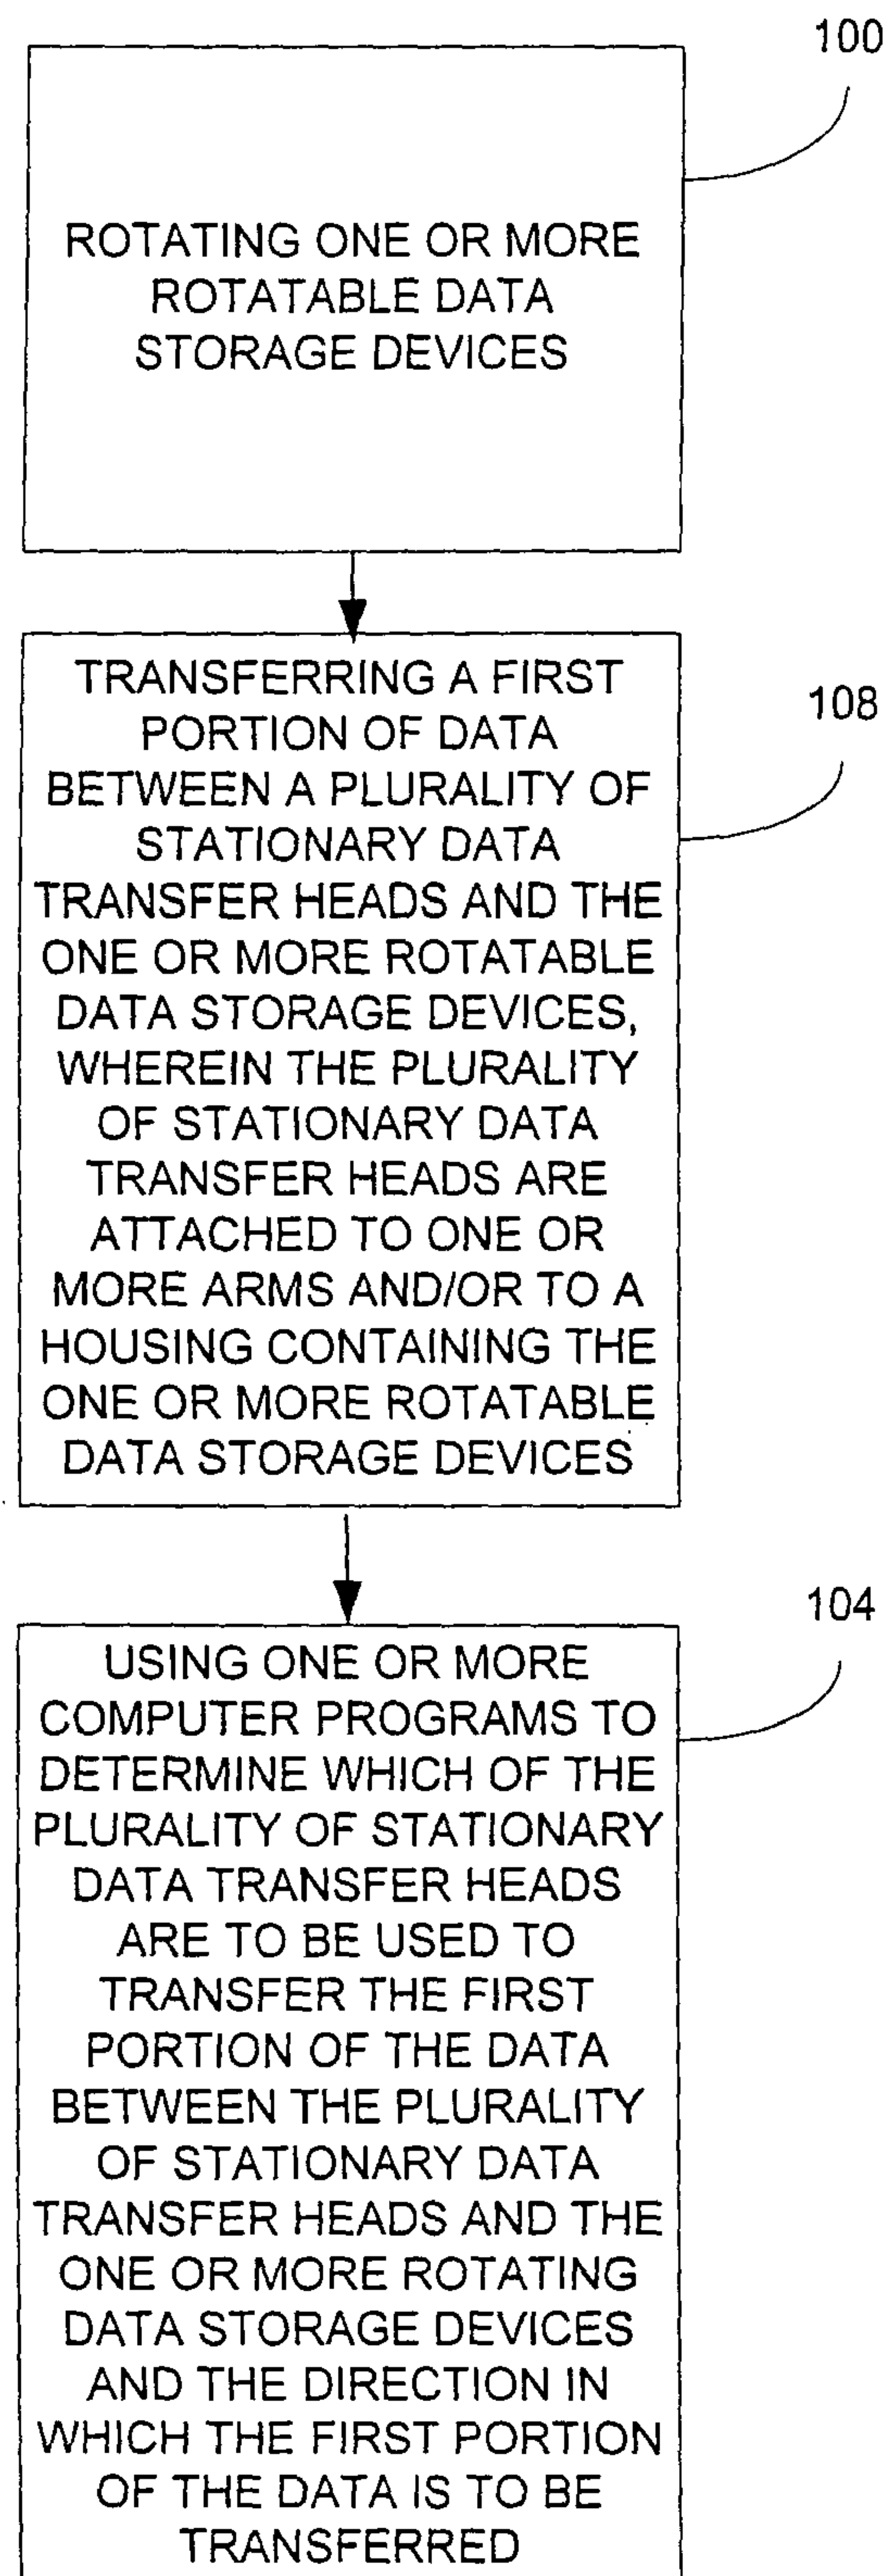 100
ROTATING ONE OR MORE
ROTATABLE DATA
STORAGE DEVICES
108
TRANSFERRING A FIRST
PORTION OF DATA
BETWEEN A PLURALITY OF
STATIONARY DATA
TRANSFER HEADS AND THE
ONE OR MORE ROTATABLE
DATA STORAGE DEVICES,
WHEREIN THE PLURALITY
OF STATIONARY DATA
TRANSFER HEADS ARE
ATTACHED TO ONE OR
MORE ARMS AND/OR TO A
HOUSING CONTAINING THE
ONE OR MORE ROTATABLE
DATA STORAGE DEVICES
104
USING ONE OR MORE
COMPUTER PROGRAMS TO
DETERMINE WHICH OF THE
PLURALITY OF STATIONARY
DATA TRANSFER HEADS
ARE TO BE USED TO
TRANSFER THE FIRST
PORTION OF THE DATA
BETWEEN THE PLURALITY
OF STATIONARY DATA
TRANSFER HEADS AND THE
ONE OR MORE ROTATING
DATA STORAGE DEVICES
AND THE DIRECTION IN
WHICH THE FIRST PORTION
OF THE DATA IS TO BE
TRANSFERRED